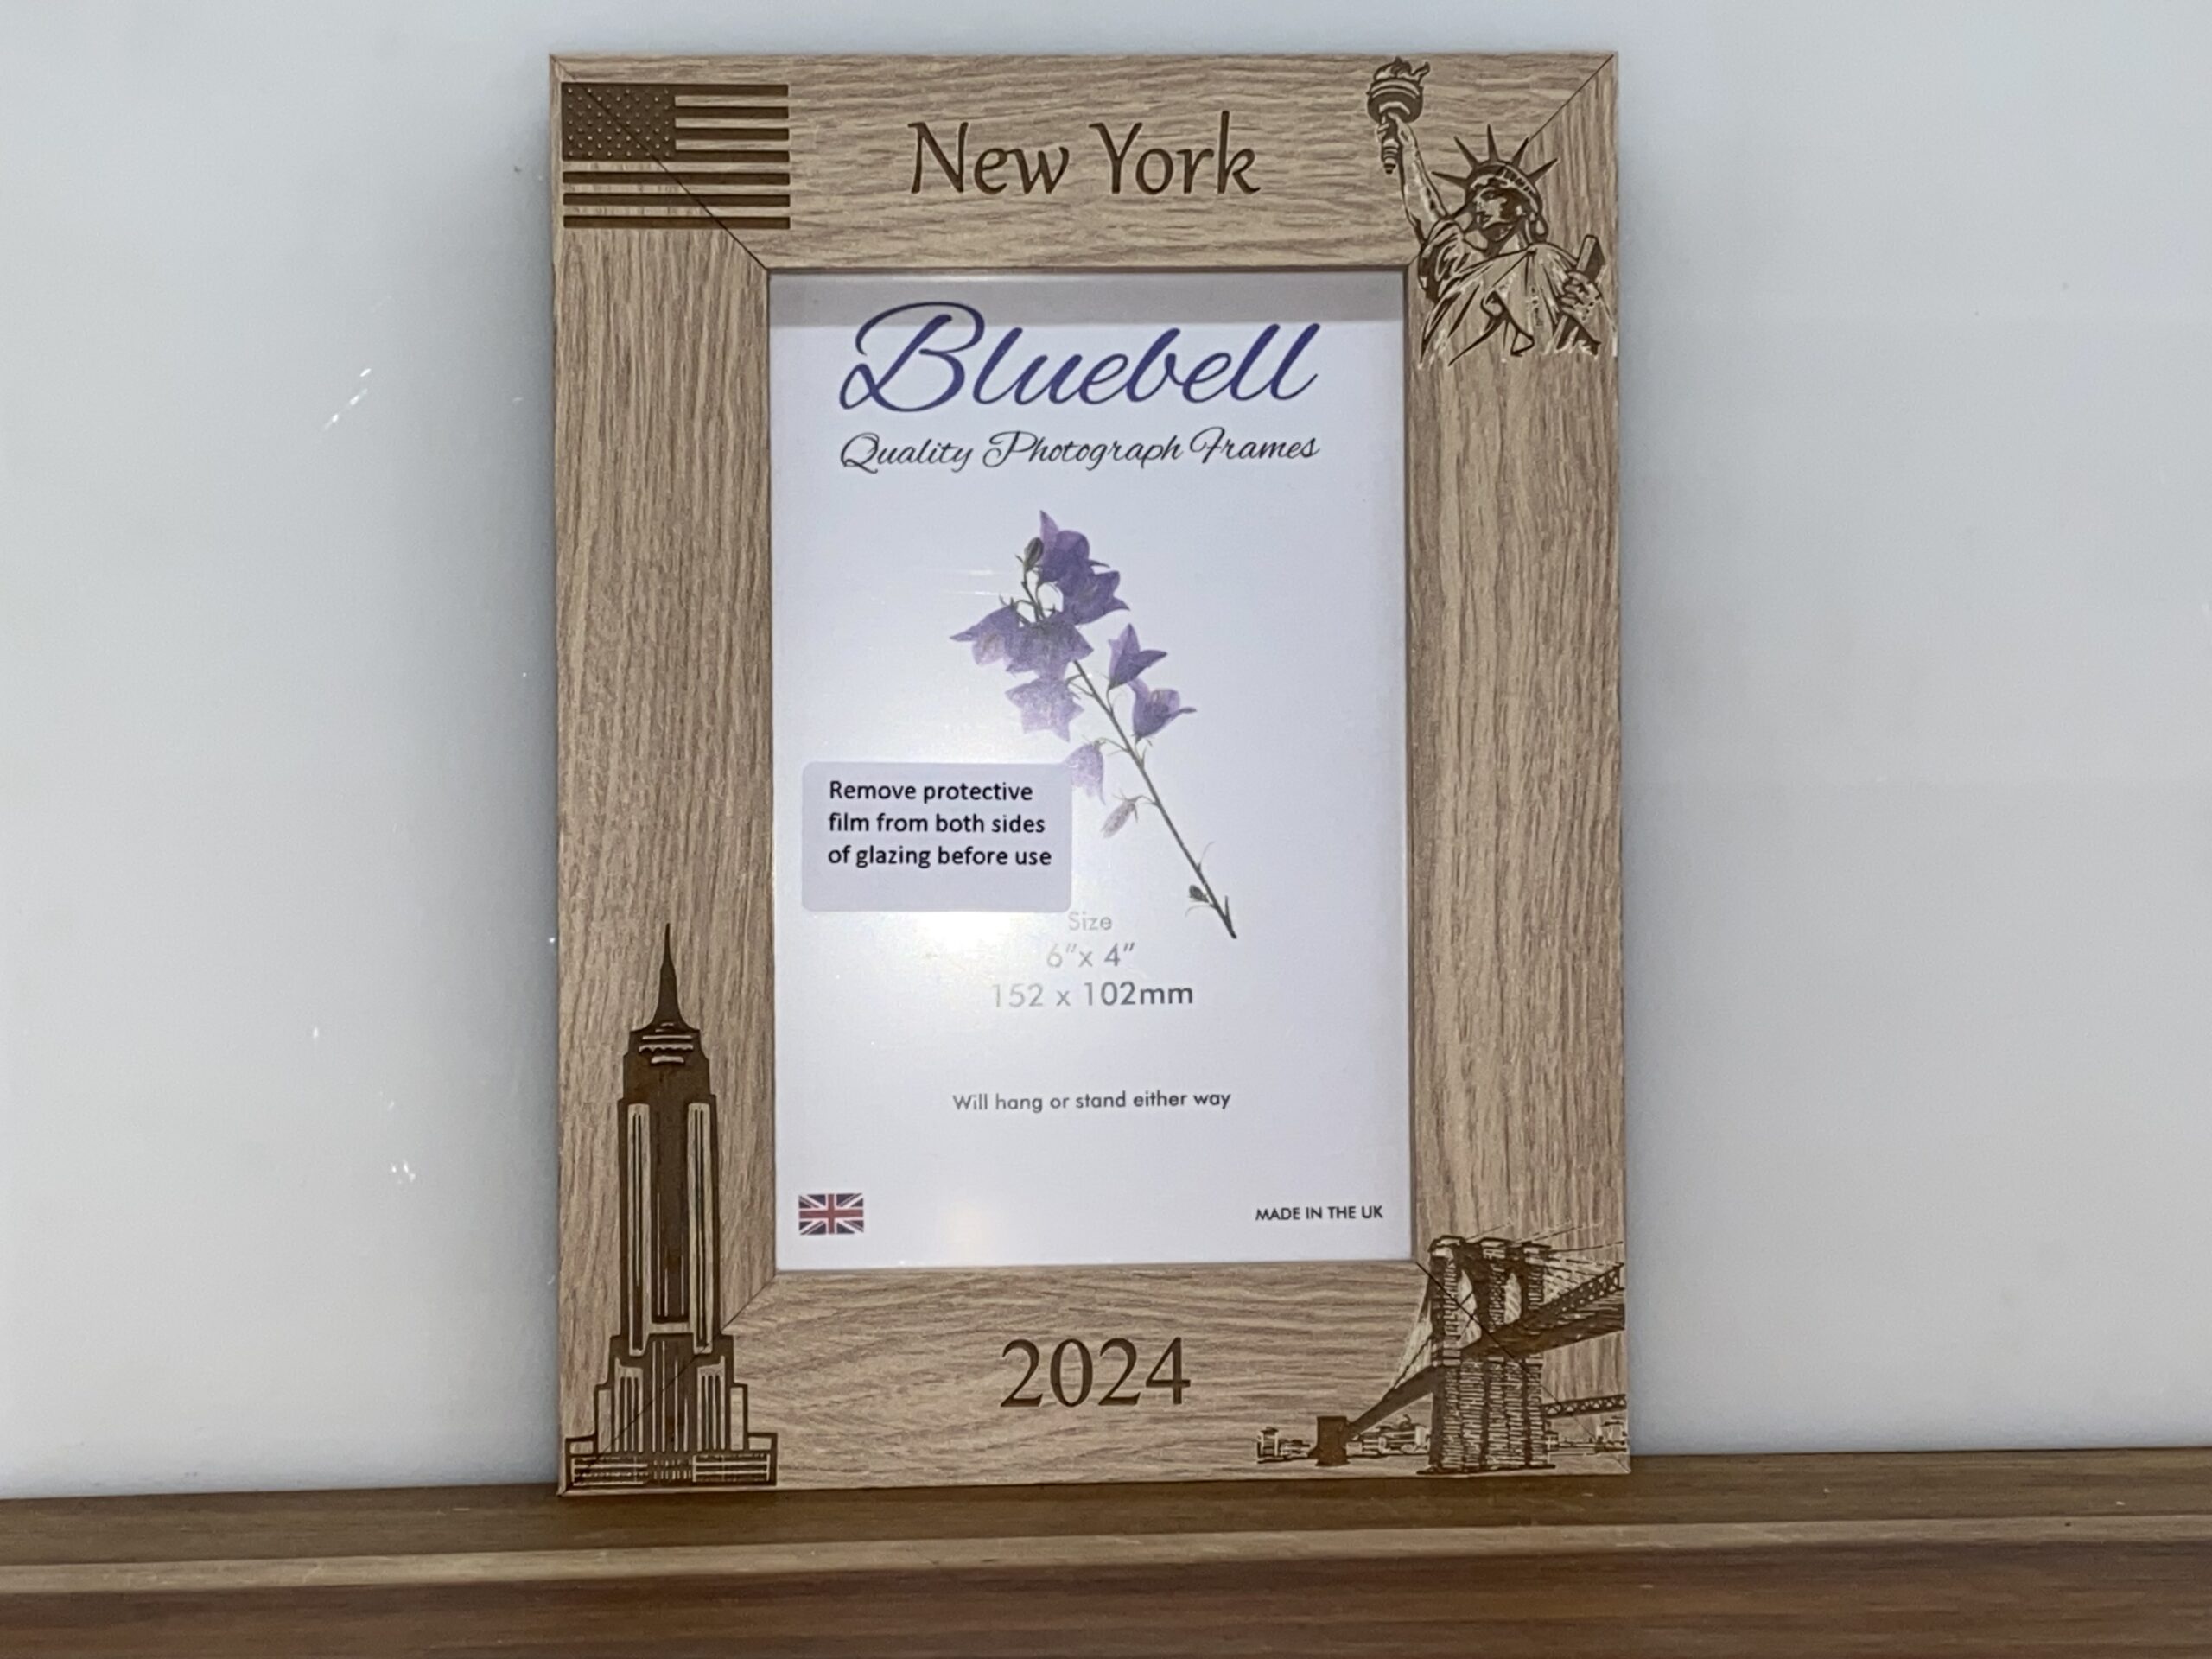 New York
Bluebell
Quality Photograph Frames
Remove protective
film from both sides
of glazing before use
Size
6"x 4"
152 x 102mm
Will hang or stand either way
MADE IN THE UK
2024